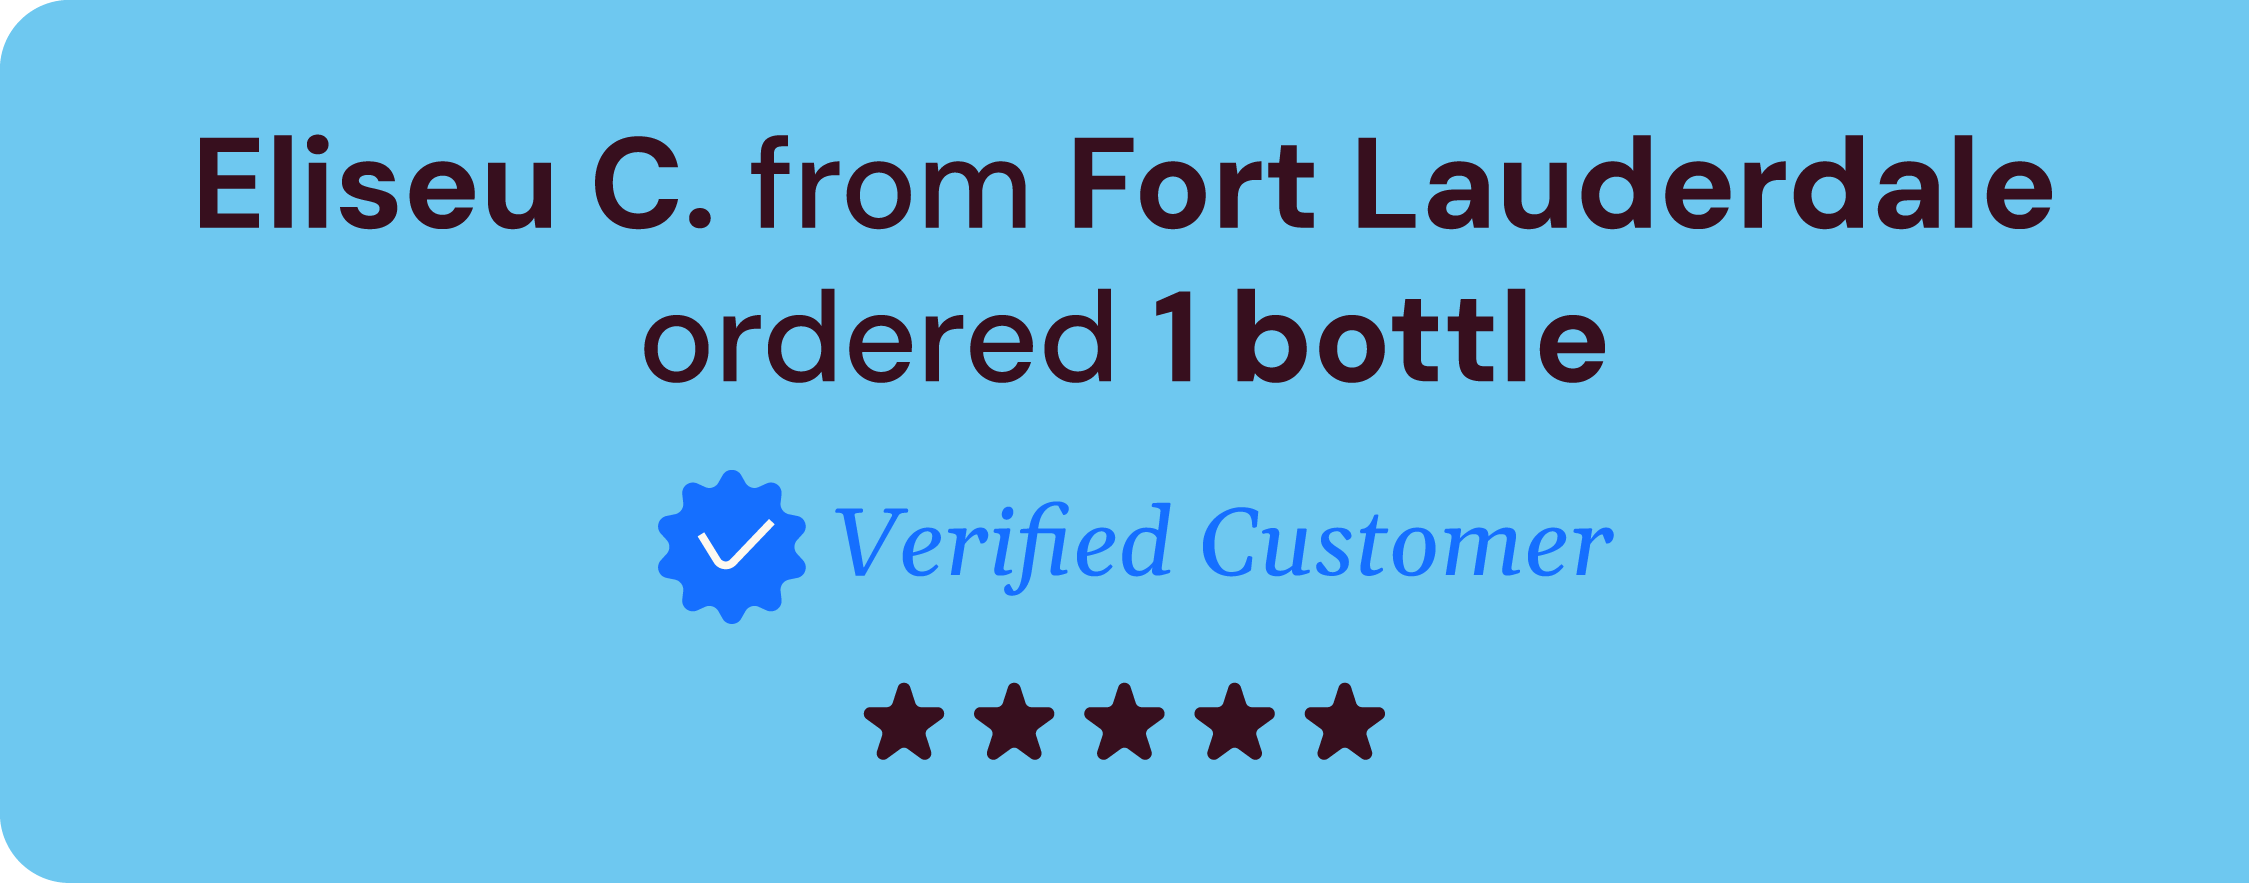 Eliseu C. from Fort Lauderdale
ordered 1 bottle
Verified Customer